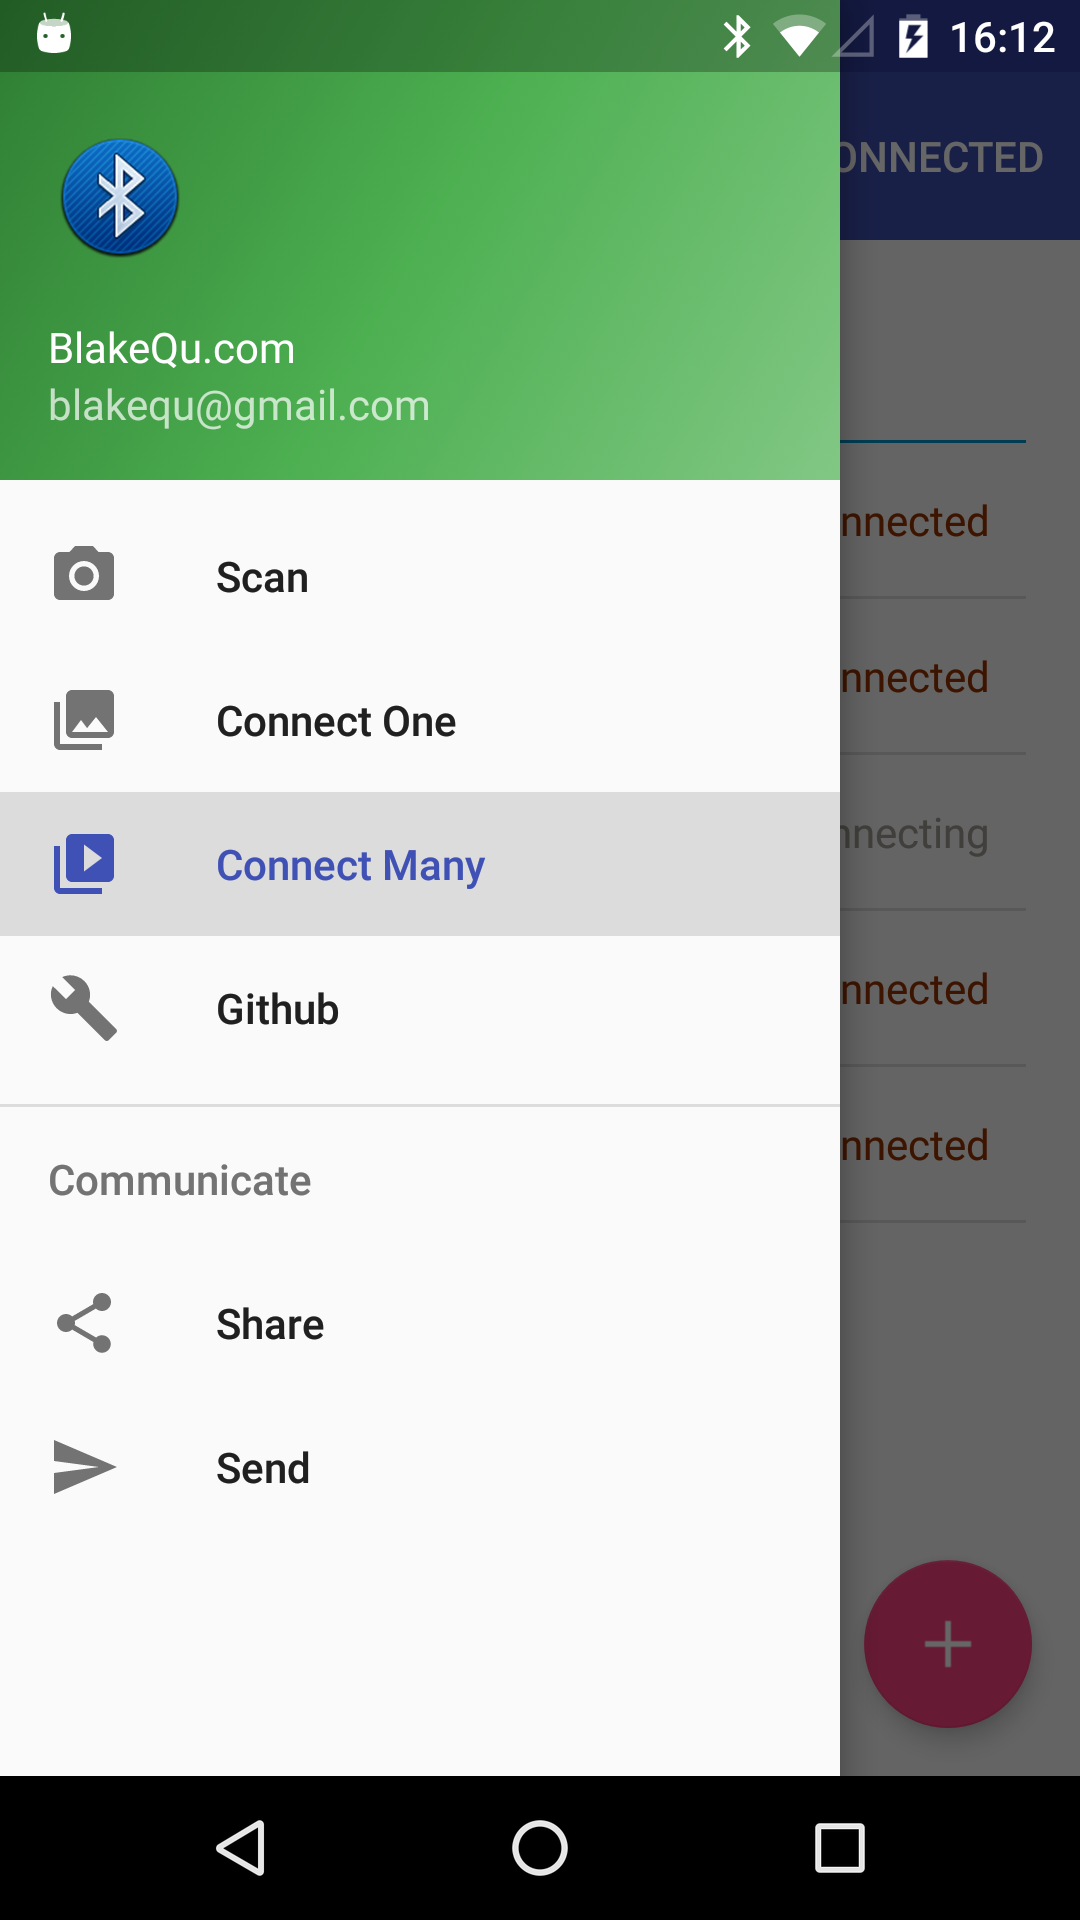 16:12
ONNECTED
BlakeQu.com
blakequ@gmail.com
nnected
Scan
nnected
Connect One
nnecting
Connect Many
nnected
Github
nnected
Communicate
Share
Send